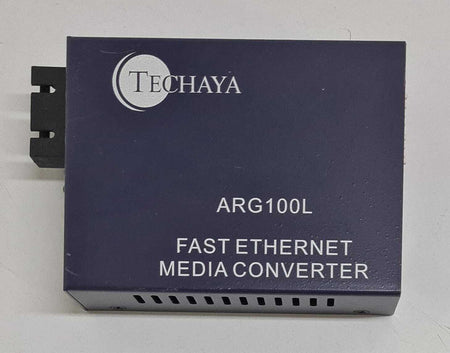 TECHAYA
ARG100L
FAST ETHERNET
MEDIA CONVERTER